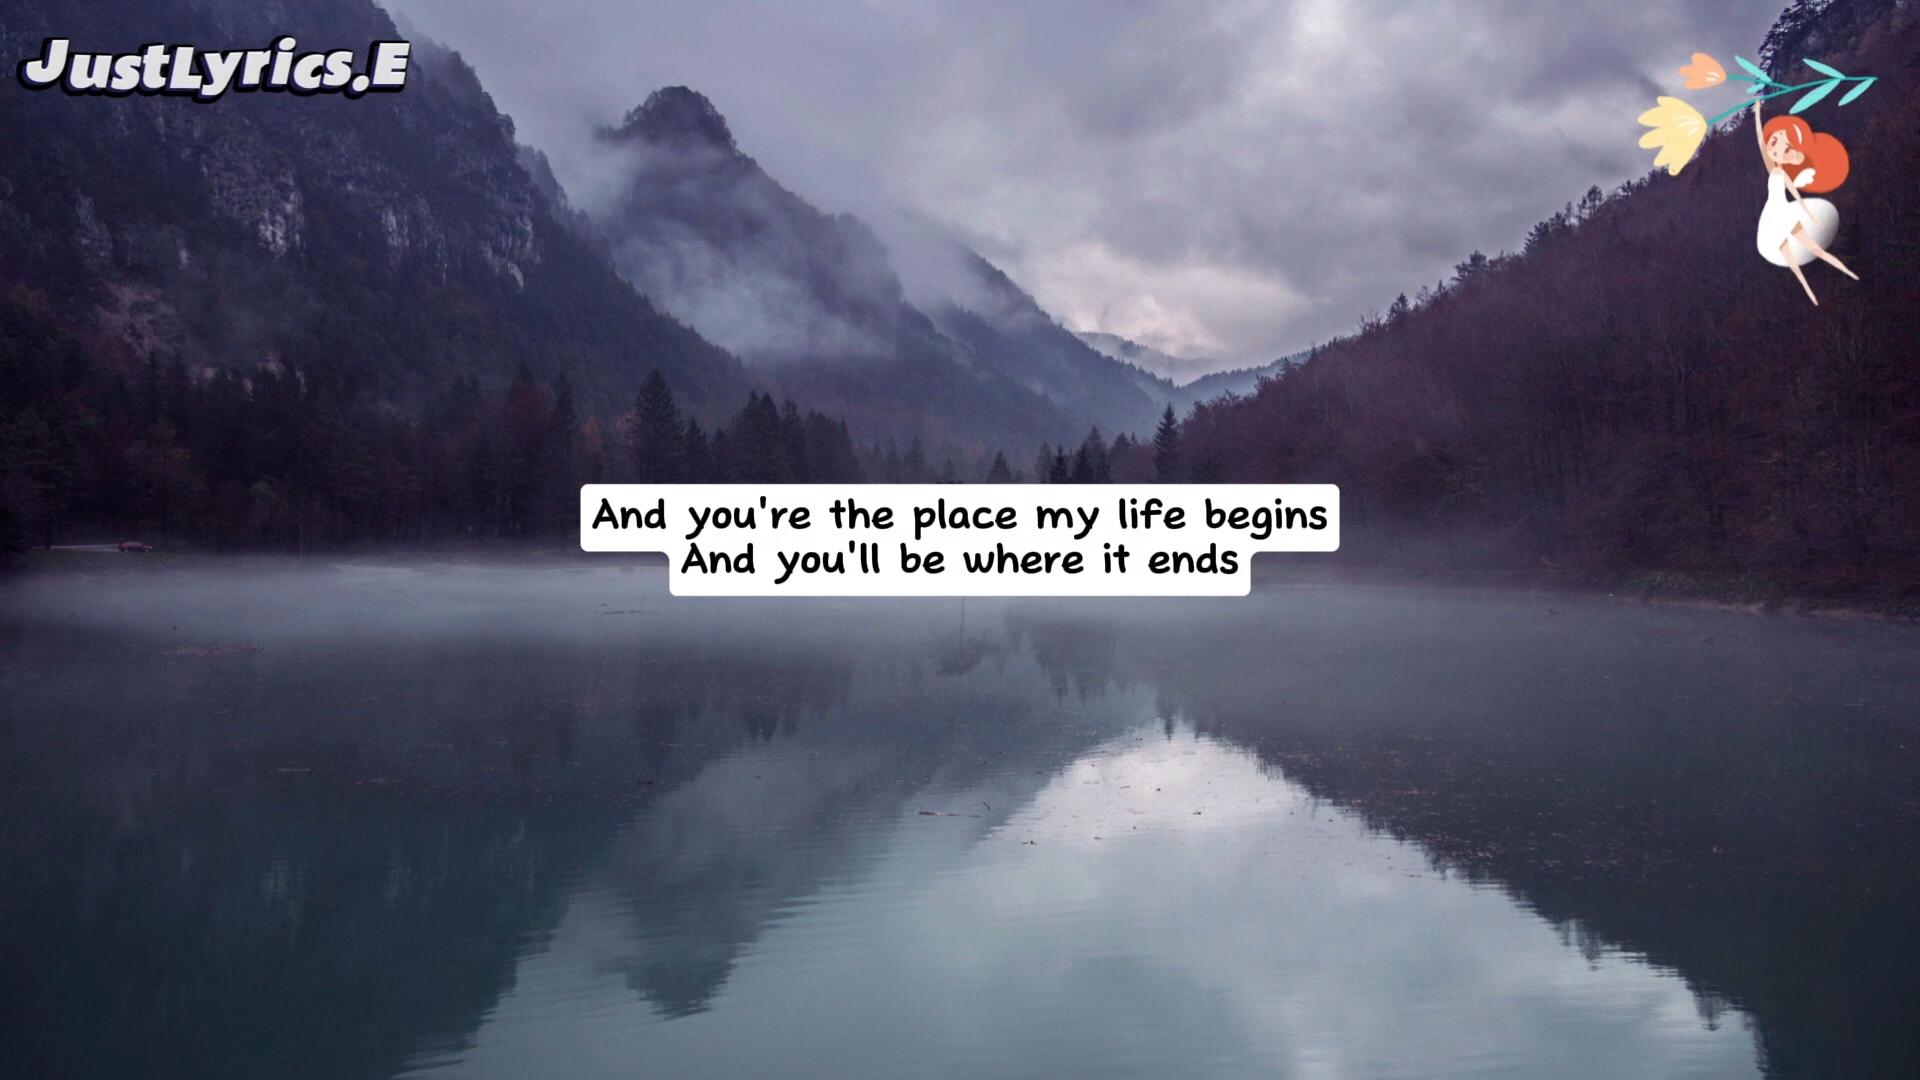 JustLyrics.E
And you're the place my life begins
And you'll be where it ends